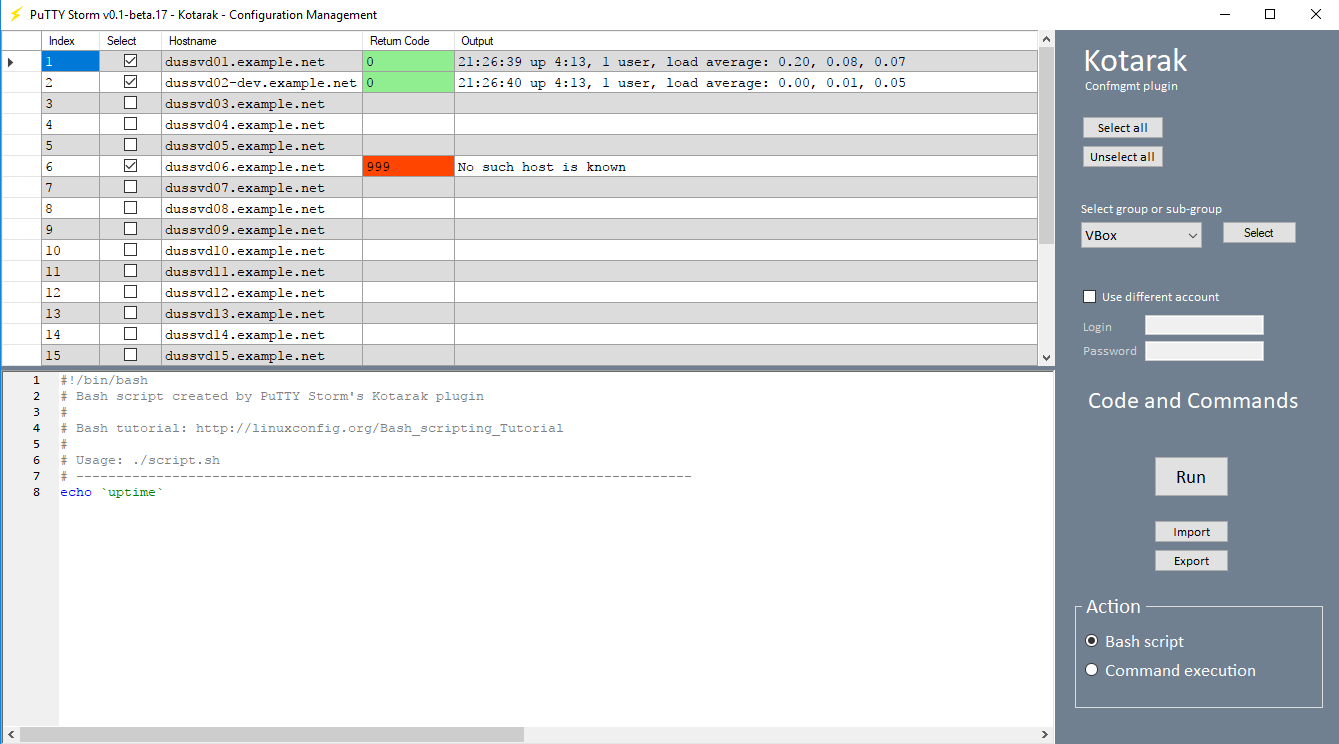 PuTTY Storm v0.1-beta.17 - Kotarak - Configuration Management
Index Select Hostname Return Code Output
1 dussvd01.example.net 0 21:26:39 up 4:13, 1 user, load average: 0.20, 0.08, 0.07
2 dussvd02-dev.example.net 0 21:26:40 up 4:13, 1 user, load average: 0.00, 0.01, 0.05
3 dussvd03.example.net
4 dussvd04.example.net
5 dussvd05.example.net
6 dussvd06.example.net 999 No such host is known
7 dussvd07.example.net
8 dussvd08.example.net
9 dussvd09.example.net
10 dussvd10.example.net
11 dussvd11.example.net
12 dussvd12.example.net
13 dussvd13.example.net
14 dussvd14.example.net
15 dussvd15.example.net
1 #!/bin/bash
2 # Bash script created by PuTTY Storm's Kotarak plugin
3 #
4 # Bash tutorial: http://linuxconfig.org/Bash_scripting_Tutorial
5 #
6 # Usage: ./script.sh
7 # -----------------------------------------------------------------------------
8 echo `uptime`
Kotarak
Confmgmt plugin
Select all
Unselect all
Select group or sub-group
VBox Select
Use different account
Login
Password
Code and Commands
Run
Import
Export
Action
Bash script
Command execution